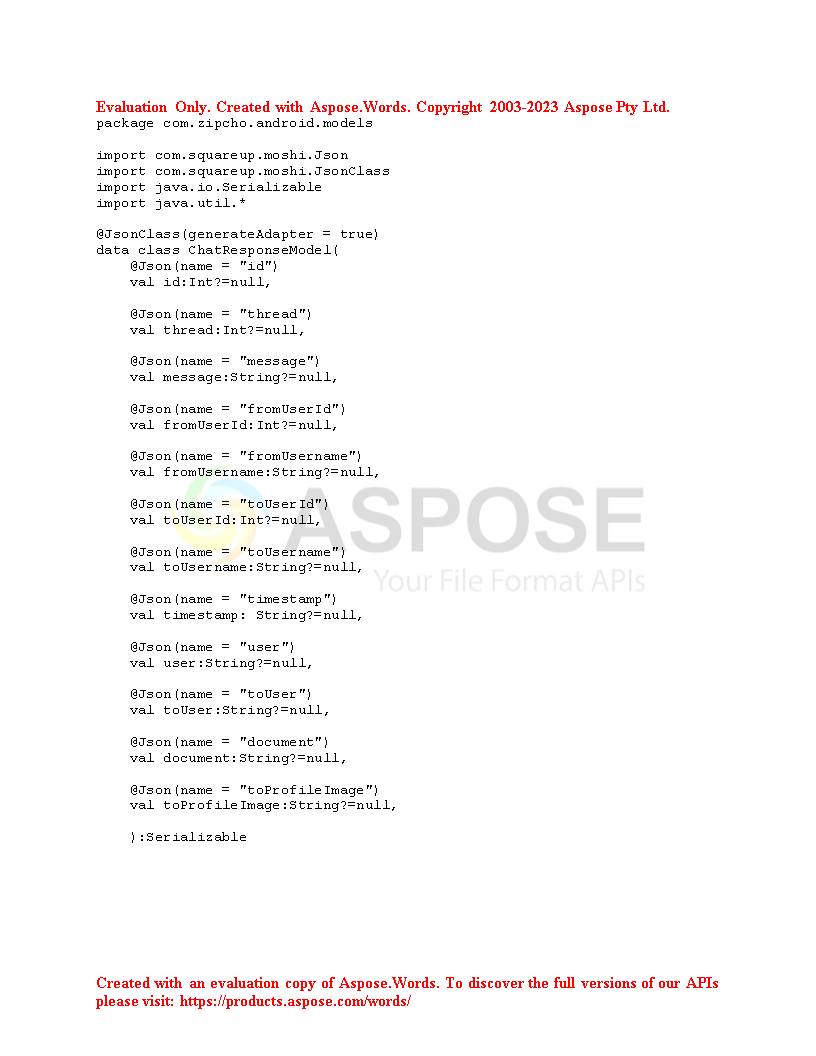 Evaluation Only. Created with Aspose.Words. Copyright 2003-2023 Aspose Pty Ltd.
package com.zipcho.android.models
import com.squareup.moshi.Json
import com.squareup.moshi.JsonClass
import java.io.Serializable
import java.util.*
@JsonClass(generateAdapter = true)
data class ChatResponseModel(
@Json(name = "id")
val id:Int?=null,
@Json(name = "thread")
val thread:Int?=null,
@Json(name = "message")
val message:String?=null,
@Json(name = "fromUserId")
val fromUserId:Int?=null,
@Json(name = "fromUsername")
val fromUsername:String?=null,
@Json(name = "toUserId")
val toUserId:Int?=null,
ASPOSE
@Json(name = "toUsername")
val toUsername:String?=null,
Your File Format APIs
@Json(name = "timestamp")
val timestamp: String?=null,
@Json(name = "user")
val user:String?=null,
@Json(name = "toUser")
val toUser:String?=null,
@Json(name = "document")
val document:String?=null,
@Json(name = "toProfileImage")
val toProfileImage:String?=null,
):Serializable
Created with an evaluation copy of Aspose.Words. To discover the full versions of our APIs
please visit: https://products.aspose.com/words/